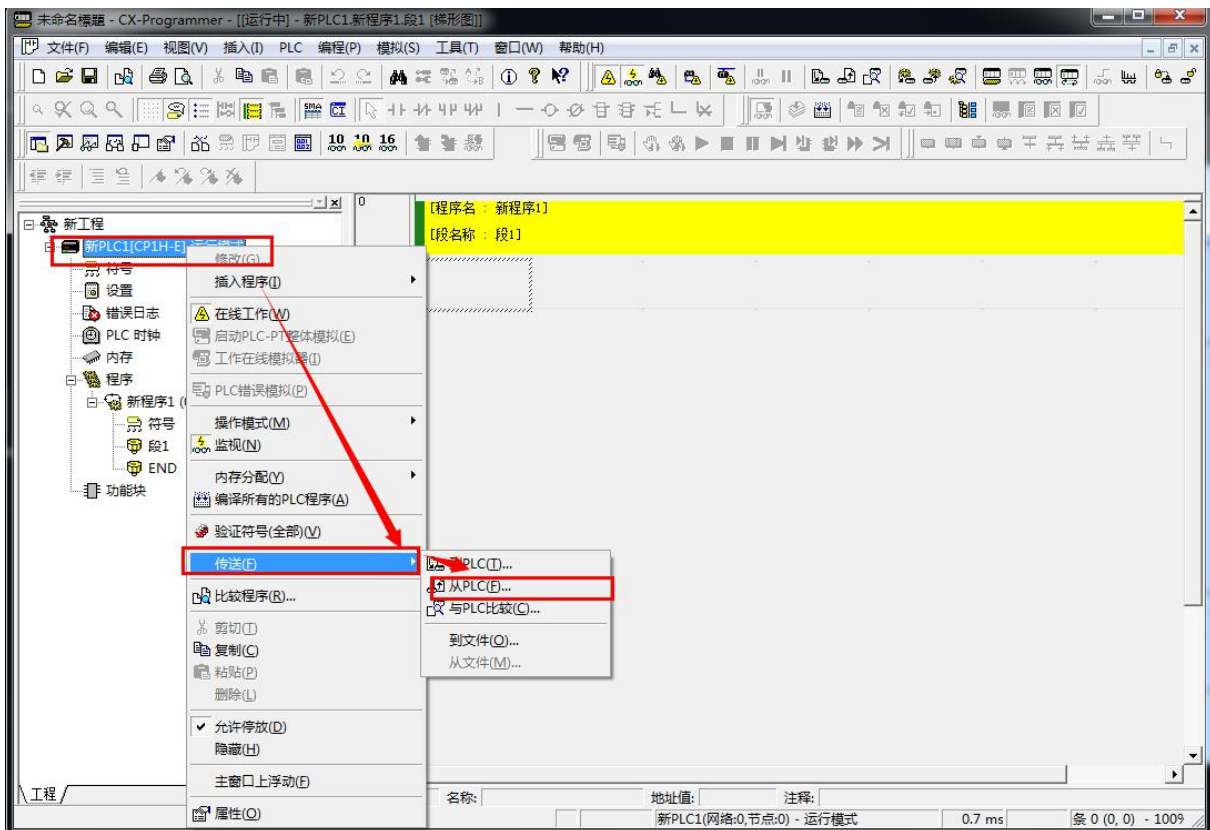 未命名標題 - CX-Programmer - [[运行中] - 新PLC1.新程序1.段1 [梯形图]]
文件(F) 编辑(E) 视图(V) 插入(I) PLC 编程(P) 模拟(S) 工具(T) 窗口(W) 帮助(H)
SMA CI
10 10 16
0
[程序名 : 新程序1]
[段名称 : 段1]
新工程
新PLC1[CP1H-E] 运行模式
符号
设置
错误日志
PLC 时钟
内存
程序
新程序1 (
符号
段1
END
功能块
修改(G)...
插入程序(I)
在线工作(W)
启动PLC-PT整体模拟(E)
工作在线模拟器(I)
PLC错误模拟(P)
操作模式(M)
监视(N)
内存分配(Y)
编译所有的PLC程序(A)
验证符号(全部)(V)
传送(F)
比较程序(R)...
剪切(T)
复制(C)
粘贴(P)
删除(L)
允许停放(D)
隐藏(H)
主窗口上浮动(F)
属性(O)
到PLC(T)...
从PLC(F)...
与PLC比较(C)...
到文件(O)...
从文件(M)...
工程
名称: 地址值: 注释:
新PLC1(网络:0,节点:0) - 运行模式 0.7 ms 条 0 (0, 0) - 1009